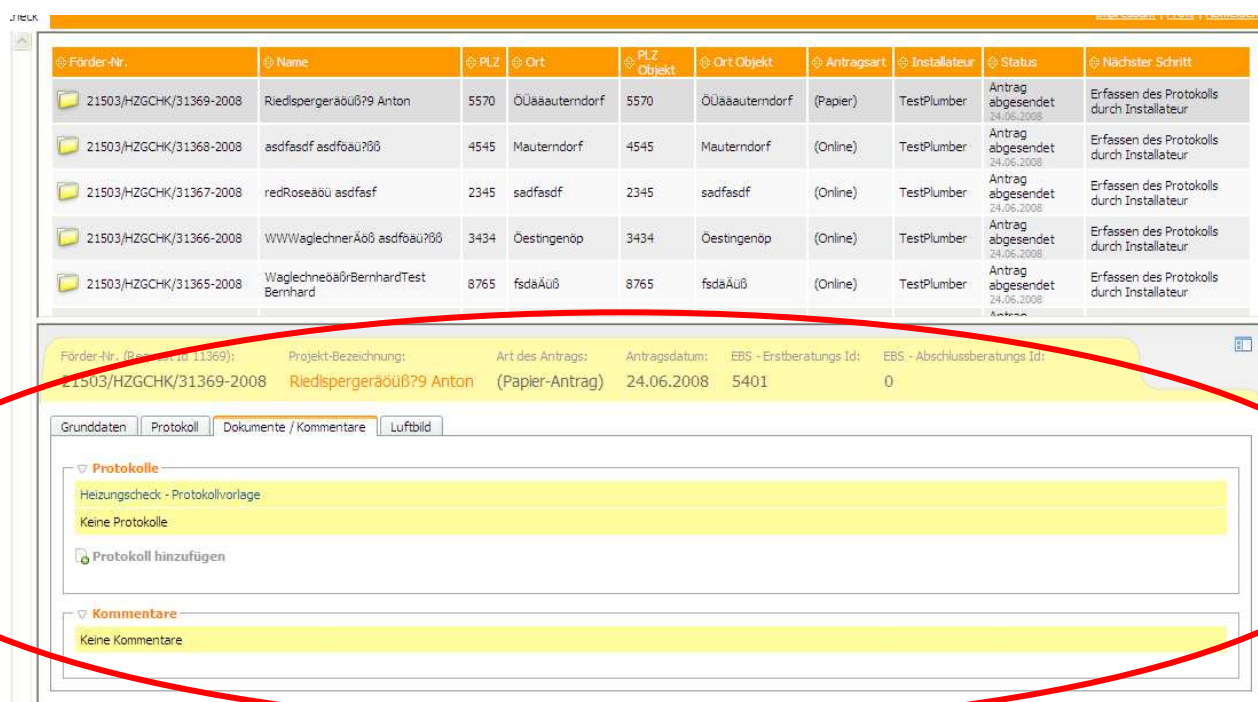 Förder-Nr. Name PLZ Ort PLZ Objekt Ort Objekt Antragsart Installateur Status Nächster Schritt
21503/HZGCHK/31369-2008 Riedlspergeräöüß?9 Anton 5570 ÖÜäãauterndorf 5570 ÖÜäãauterndorf (Papier) TestPlumber Antrag abgesendet 24.06.2008 Erfassen des Protokolls durch Installateur
21503/HZGCHK/31368-2008 asdfasdf asdföäü?ßß 4545 Mauterndorf 4545 Mauterndorf (Online) TestPlumber Antrag abgesendet 24.06.2008 Erfassen des Protokolls durch Installateur
21503/HZGCHK/31367-2008 redRoseäöü asdfasf 2345 sadfasdf 2345 sadfasdf (Online) TestPlumber Antrag abgesendet 24.06.2008 Erfassen des Protokolls durch Installateur
21503/HZGCHK/31366-2008 WWWaglechnerÄöß asdföäü?ßß 3434 Öestingenöp 3434 Öestingenöp (Online) TestPlumber Antrag abgesendet 24.06.2008 Erfassen des Protokolls durch Installateur
21503/HZGCHK/31365-2008 WaglechneöäßrBernhardTest Bernhard 8765 fsdäÄüß 8765 fsdäÄüß (Online) TestPlumber Antrag abgesendet 24.06.2008 Erfassen des Protokolls durch Installateur
Förder-Nr. (Request Id 11369): Projekt-Bezeichnung: Art des Antrags: Antragsdatum: EBS - Erstberatungs Id: EBS - Abschlussberatungs Id:
21503/HZGCHK/31369-2008 Riedlspergeräöüß?9 Anton (Papier-Antrag) 24.06.2008 5401 0
Grunddaten Protokoll Dokumente / Kommentare Luftbild
Protokolle
Heizungscheck - Protokollvorlage
Keine Protokolle
Protokoll hinzufügen
Kommentare
Keine Kommentare